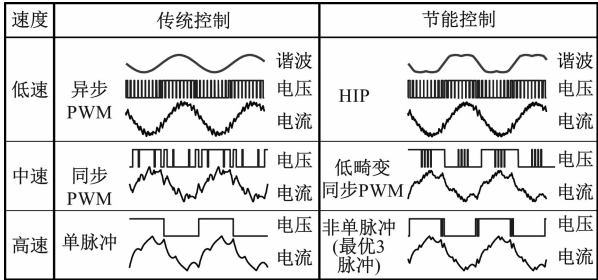 速度 传统控制 节能控制
低速 异步 PWM 谐波 电压 电流 HIP 谐波 电压 电流
中速 同步 PWM 电压 电流 低畸变 同步PWM 电压 电流
高速 单脉冲 电压 电流 非单脉冲 (最优3 脉冲) 电压 电流